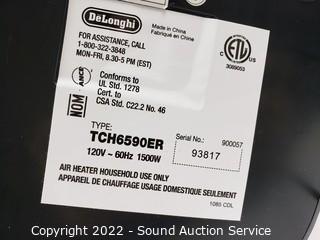 DeLonghi
Made in China
Fabriqué en Chine
FOR ASSISTANCE, CALL
1-800-322-3848
MON-FRI, 8.30-5 PM (EST)
ETL
3089053
NOM ANCE
Conforms to
UL Std. 1278
Cert. to
CSA Std. C22.2 No. 46
TYPE:
TCH6590ER
120V ~ 60Hz 1500W
Serial No.:
900057
93817
AIR HEATER HOUSEHOLD USE ONLY
APPAREIL DE CHAUFFAGE USAGE DOMESTIQUE SEULEMENT
1085 CDL
Copyright 2022 - Sound Auction Service